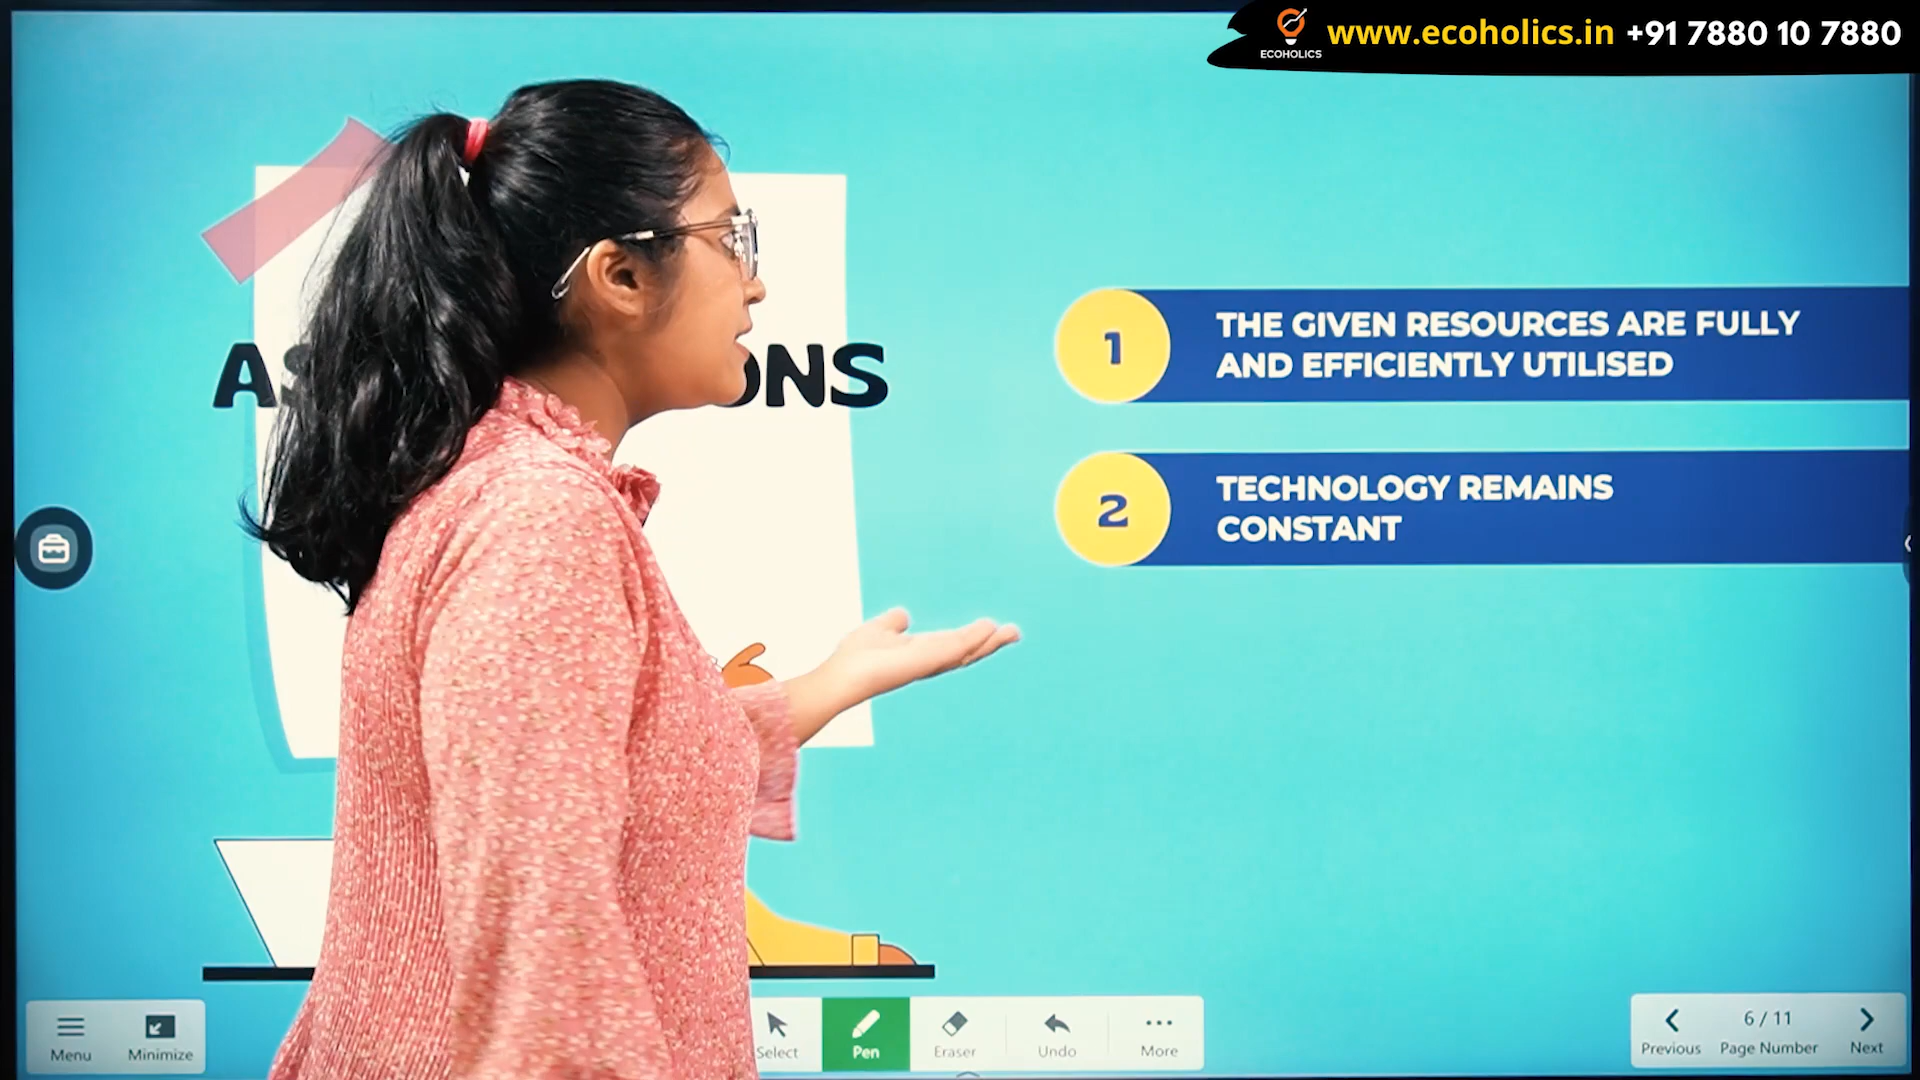 ECOHOLICS
www.ecoholics.in +91 7880 10 7880
1
THE GIVEN RESOURCES ARE FULLY
AND EFFICIENTLY UTILISED
2
TECHNOLOGY REMAINS
CONSTANT
Menu
Minimize
Select
Pen
Eraser
Undo
More
Previous
6 / 11
Page Number
Next